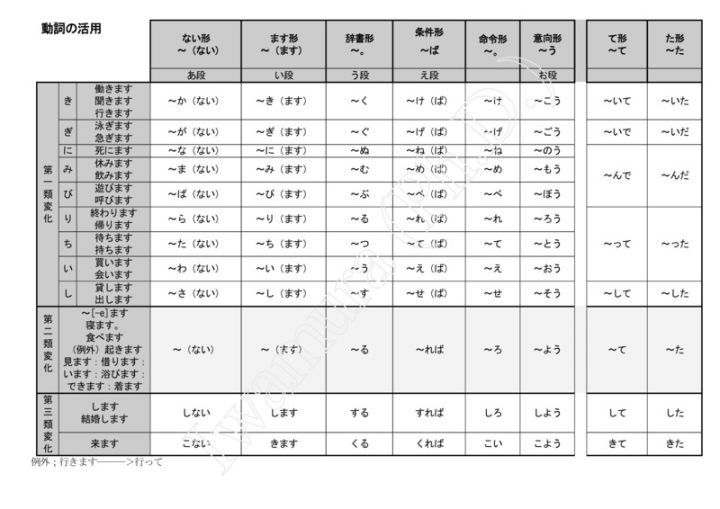 動詞の活用
ない形 ～（ない） ます形 ～（ます） 辞書形 ～。 条件形 ～ば 命令形 ～。 意向形 ～う て形 ～て た形 ～た
あ段 い段 う段 え段 お段
第一類変化
き 働きます 聞きます 行きます ～か（ない） ～き（ます） ～く ～け（ば） ～け ～こう ～いて ～いた
ぎ 泳ぎます 急ぎます ～が（ない） ～ぎ（ます） ～ぐ ～げ（ば） ～げ ～ごう ～いで ～いだ
に 死にます ～な（ない） ～に（ます） ～ぬ ～ね（ば） ～ね ～のう
み 休みます 飲みます ～ま（ない） ～み（ます） ～む ～め（ば） ～め ～もう ～んで ～んだ
び 遊びます 呼びます ～ば（ない） ～び（ます） ～ぶ ～べ（ば） ～べ ～ぼう
り 終わります 帰ります ～ら（ない） ～り（ます） ～る ～れ（ば） ～れ ～ろう
ち 待ちます 持ちます ～た（ない） ～ち（ます） ～つ ～て（ば） ～て ～とう ～って ～った
い 買います 会います ～わ（ない） ～い（ます） ～う ～え（ば） ～え ～おう
し 貸します 出します ～さ（ない） ～し（ます） ～す ～せ（ば） ～せ ～そう ～して ～した
第二類変化
～[-e]ます
寝ます。
食べます
（例外）起きます
見ます：借ります：
います：浴びます：
できます：着ます
～（ない） ～（ます） ～る ～れば ～ろ ～よう ～て ～た
第三類変化
します 結婚します しない します する すれば しろ しよう して した
来ます こない きます くる くれば こい こよう きて きた
例外；行きます―――＞行って
Iwamura (Ph.D.)